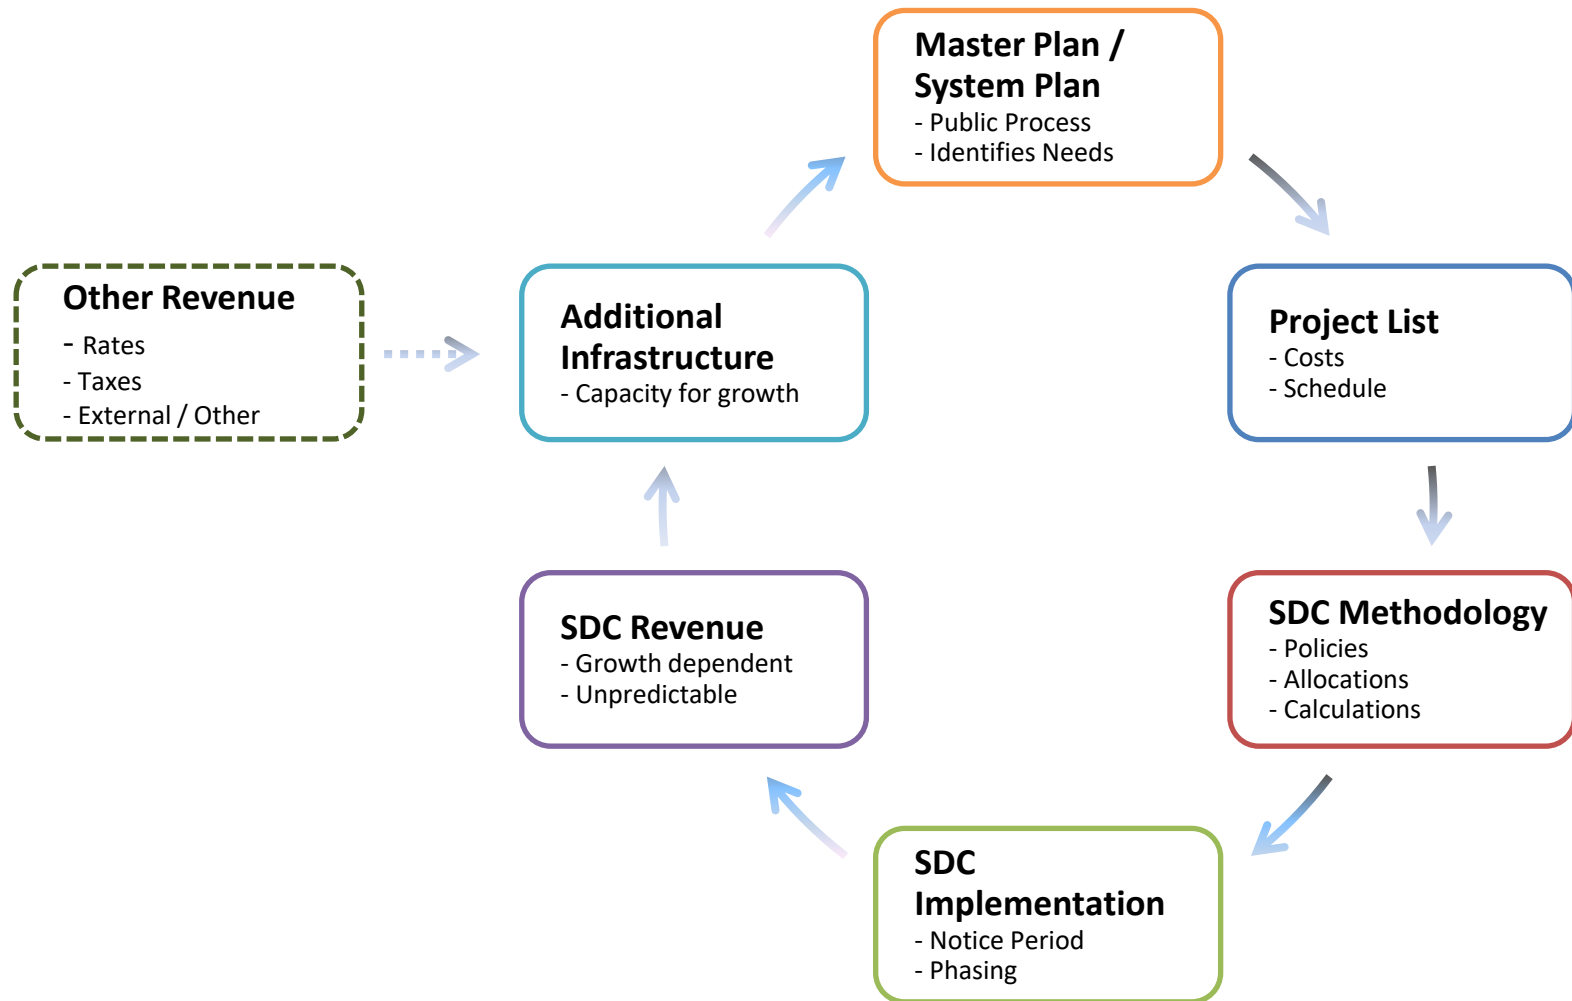 Master Plan /
System Plan
- Public Process
- Identifies Needs
Other Revenue
- Rates
- Taxes
- External / Other
Additional
Infrastructure
- Capacity for growth
Project List
- Costs
- Schedule
SDC Revenue
- Growth dependent
- Unpredictable
SDC Methodology
- Policies
- Allocations
- Calculations
SDC
Implementation
- Notice Period
- Phasing